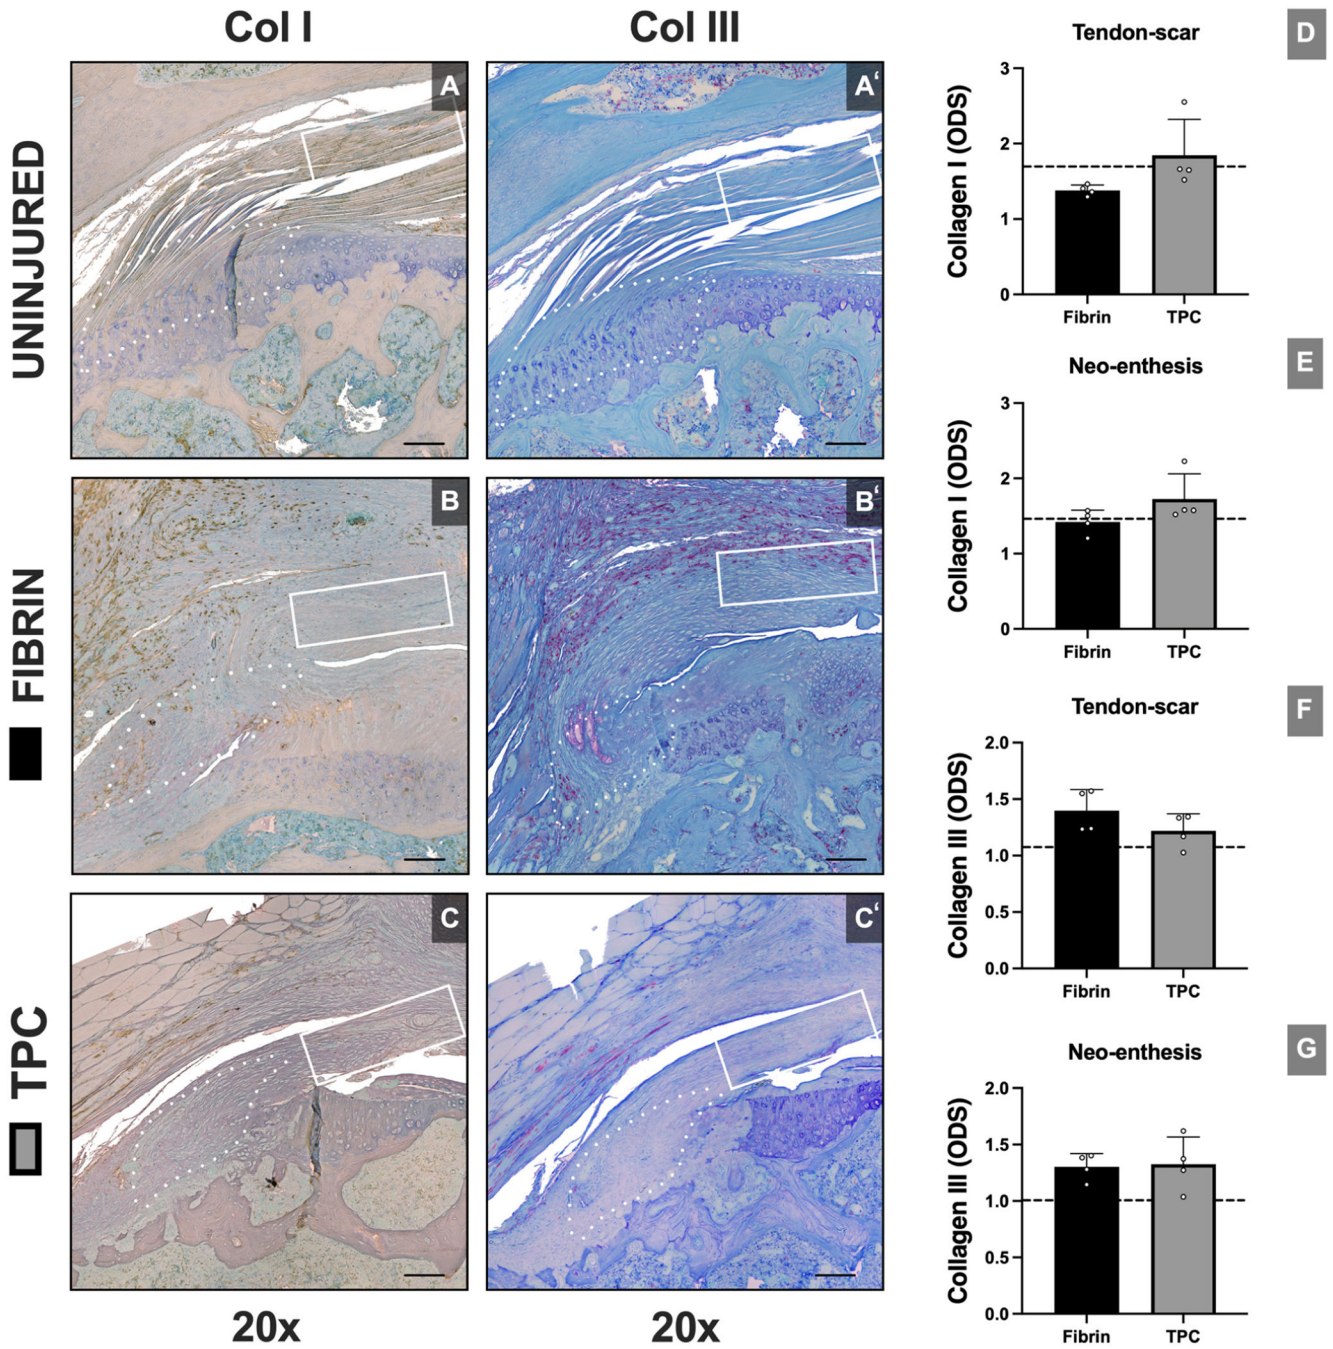 Col I
Col III
UNINJURED
A
A‘
FIBRIN
B
B‘
TPC
C
C‘
20x
20x
Tendon-scar
D
Collagen I (ODS)
3
2
1
0
Fibrin
TPC
Neo-enthesis
E
Collagen I (ODS)
3
2
1
0
Fibrin
TPC
Tendon-scar
F
Collagen III (ODS)
2.0
1.5
1.0
0.5
0.0
Fibrin
TPC
Neo-enthesis
G
Collagen III (ODS)
2.0
1.5
1.0
0.5
0.0
Fibrin
TPC